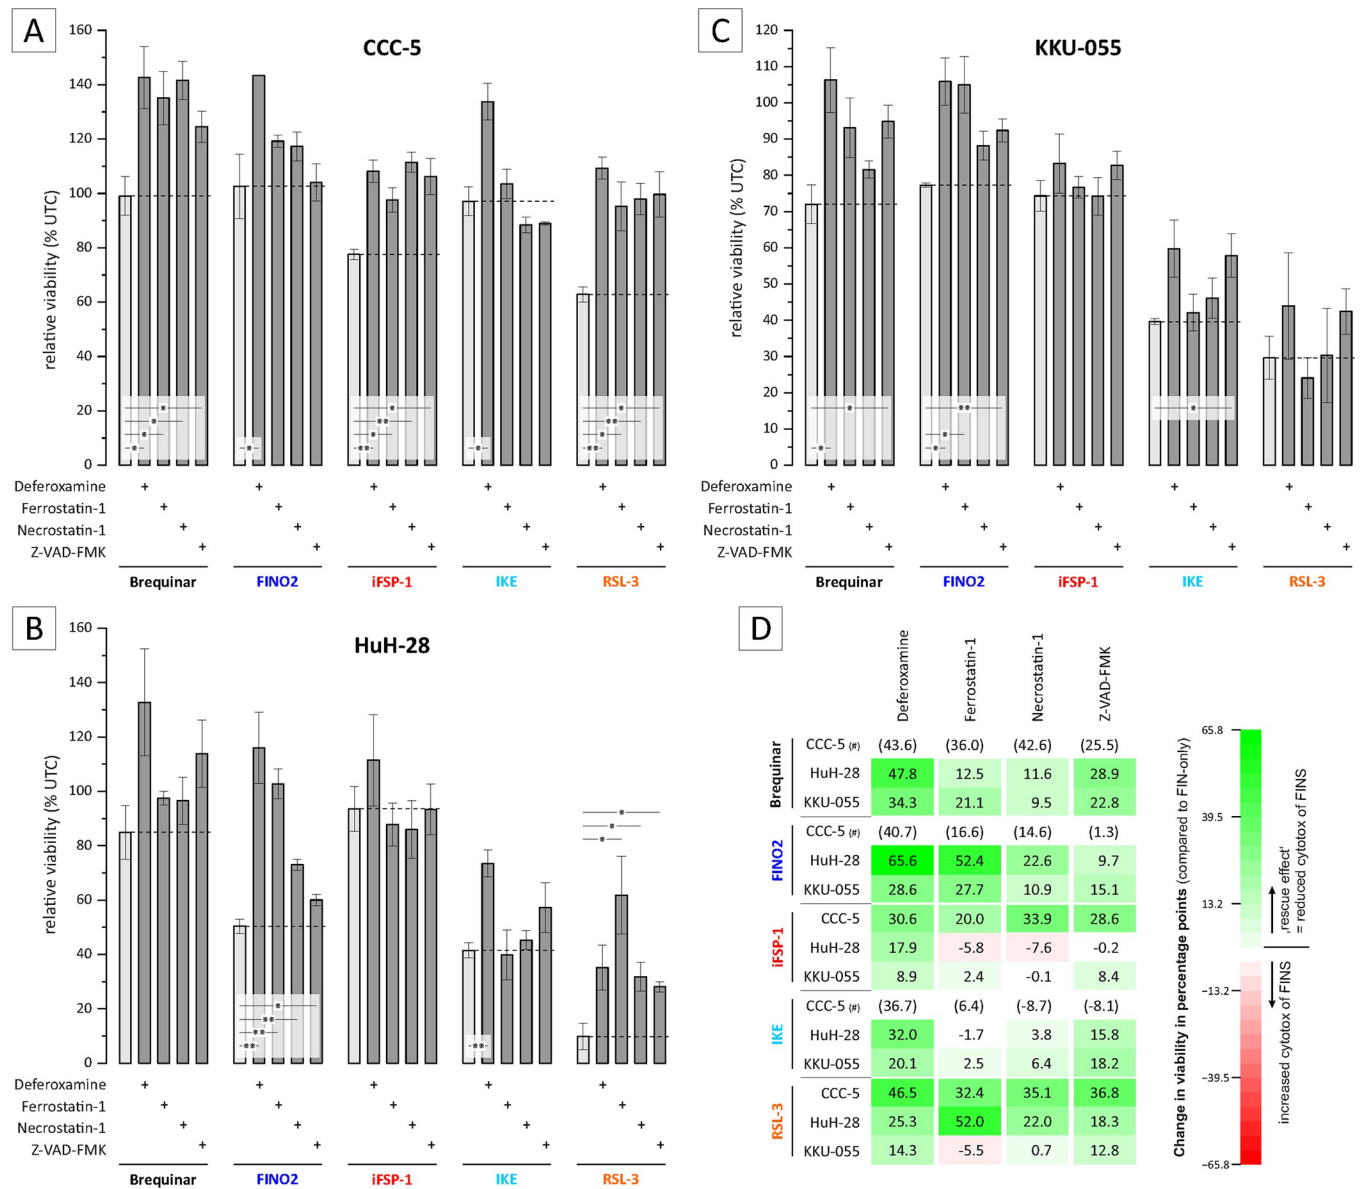 A
CCC-5
relative viability (% UTC)
160
140
120
100
80
60
40
20
0
* * * *
*
* ** * **
*
* ** * **
Deferoxamine + + + + +
Ferrostatin-1 + + + + +
Necrostatin-1 + + + + +
Z-VAD-FMK + + + + +
Brequinar FINO2 iFSP-1 IKE RSL-3
C
KKU-055
relative viability (% UTC)
120
110
100
90
80
70
60
50
40
30
20
10
0
* *
** * *
*
Deferoxamine + + + + +
Ferrostatin-1 + + + + +
Necrostatin-1 + + + + +
Z-VAD-FMK + + + + +
Brequinar FINO2 iFSP-1 IKE RSL-3
B
HuH-28
relative viability (% UTC)
160
140
120
100
80
60
40
20
0
* ** ** **
**
* * *
Deferoxamine + + + + +
Ferrostatin-1 + + + + +
Necrostatin-1 + + + + +
Z-VAD-FMK + + + + +
Brequinar FINO2 iFSP-1 IKE RSL-3
D
Deferoxamine Ferrostatin-1 Necrostatin-1 Z-VAD-FMK
Brequinar
CCC-5 (#) (43.6) (36.0) (42.6) (25.5)
HuH-28 47.8 12.5 11.6 28.9
KKU-055 34.3 21.1 9.5 22.8
FINO2
CCC-5 (#) (40.7) (16.6) (14.6) (1.3)
HuH-28 65.6 52.4 22.6 9.7
KKU-055 28.6 27.7 10.9 15.1
iFSP-1
CCC-5 30.6 20.0 33.9 28.6
HuH-28 17.9 -5.8 -7.6 -0.2
KKU-055 8.9 2.4 -0.1 8.4
IKE
CCC-5 (#) (36.7) (6.4) (-8.7) (-8.1)
HuH-28 32.0 -1.7 3.8 15.8
KKU-055 20.1 2.5 6.4 18.2
RSL-3
CCC-5 46.5 32.4 35.1 36.8
HuH-28 25.3 52.0 22.0 18.3
KKU-055 14.3 -5.5 0.7 12.8
Change in viability in percentage points (compared to FIN-only)
65.8
39.5
13.2
-13.2
-39.5
-65.8
‚rescue effect'
= reduced cytotox of FINS
increased cytotox of FINS